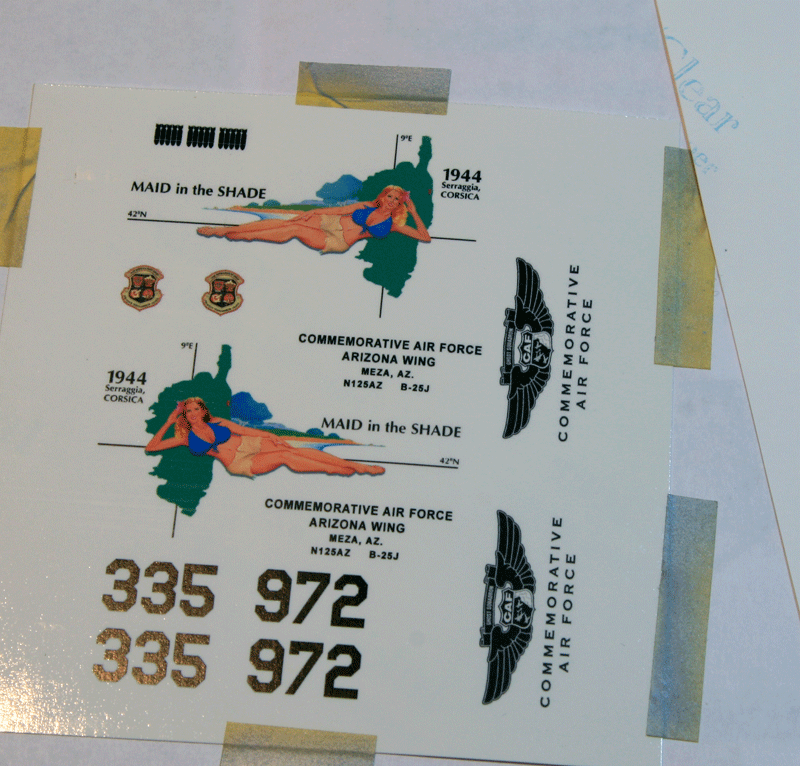 Clear
9°E
1944
Serraggia,
CORSICA
MAID in the SHADE
42°N
COMMEMORATIVE AIR FORCE
ARIZONA WING
MEZA, AZ.
N125AZ B-25J
CAF
COMMEMORATIVE
AIR FORCE
9°E
1944
Serraggia,
CORSICA
MAID in the SHADE
42°N
COMMEMORATIVE AIR FORCE
ARIZONA WING
MEZA, AZ.
N125AZ B-25J
CAF
COMMEMORATIVE
AIR FORCE
335 972
335 972